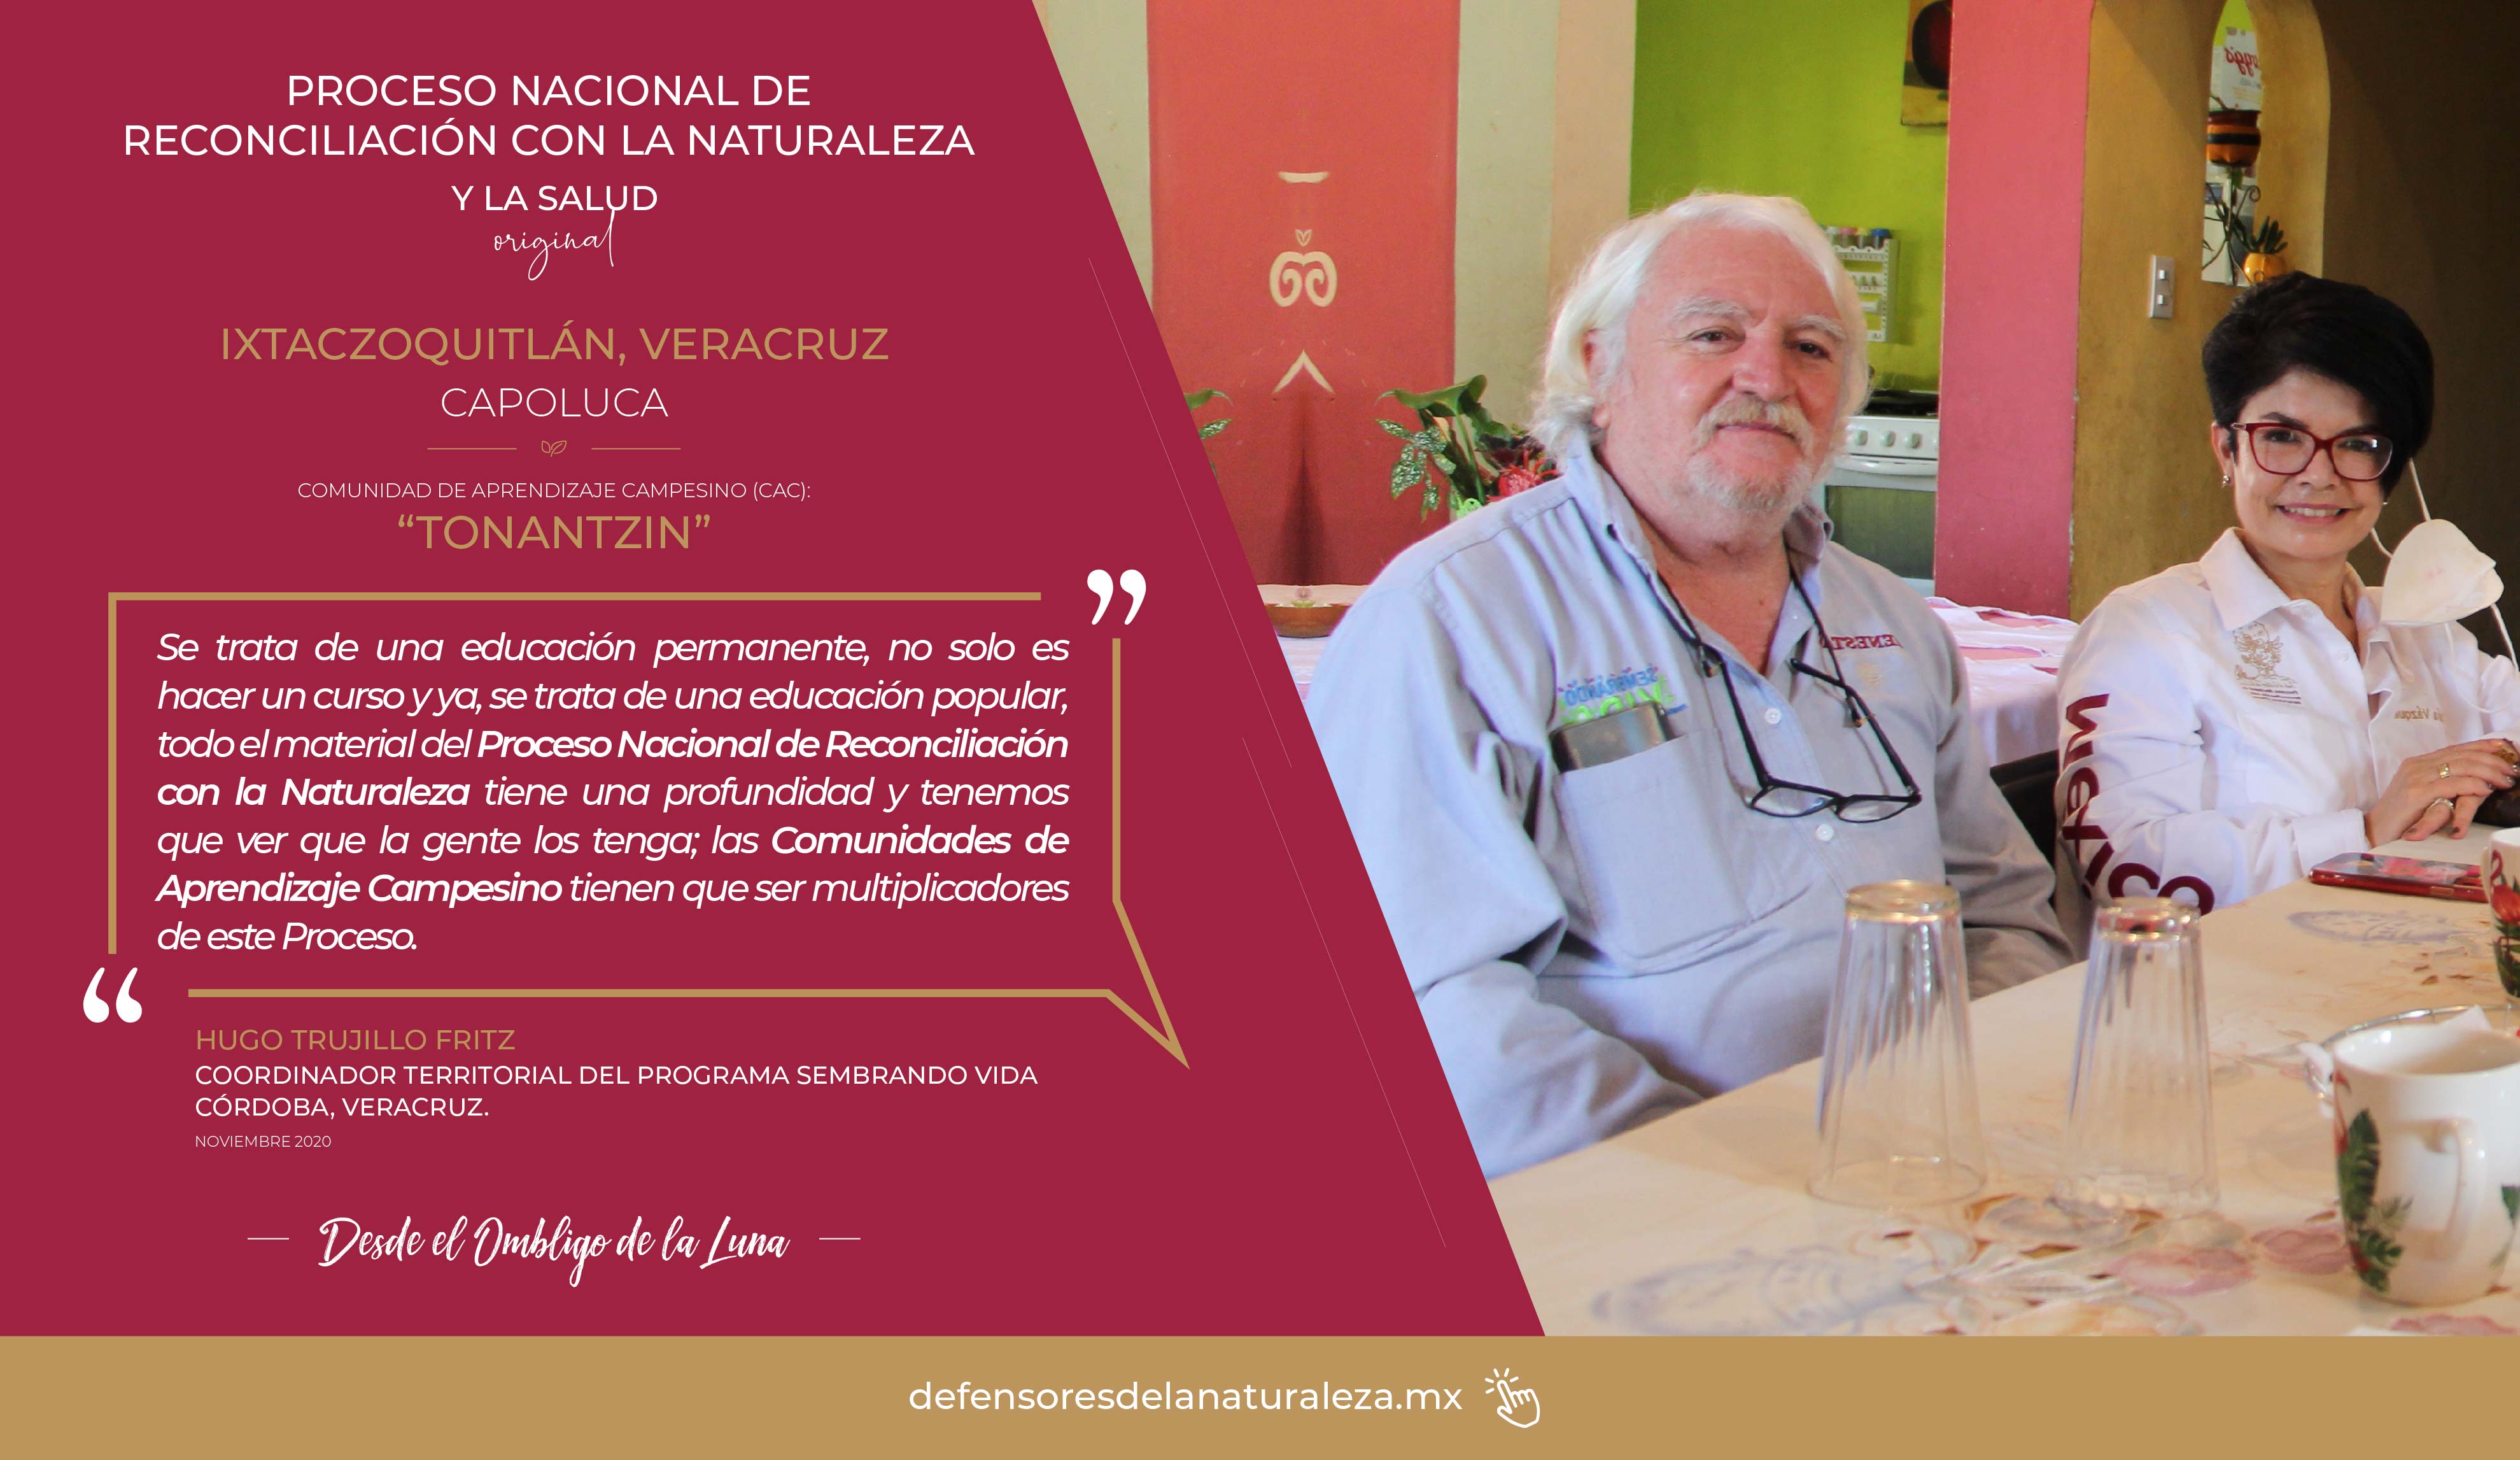 PROCESO NACIONAL DE
RECONCILIACIÓN CON LA NATURALEZA
Y LA SALUD
original
IXTACZOQUITLÁN, VERACRUZ
CAPOLUCA
COMUNIDAD DE APRENDIZAJE CAMPESINO (CAC):
“TONANTZIN”
Se trata de una educación permanente, no solo es
hacer un curso y ya, se trata de una educación popular,
todo el material del Proceso Nacional de Reconciliación
con la Naturaleza tiene una profundidad y tenemos
que ver que la gente los tenga; las Comunidades de
Aprendizaje Campesino tienen que ser multiplicadores
de este Proceso.
HUGO TRUJILLO FRITZ
COORDINADOR TERRITORIAL DEL PROGRAMA SEMBRANDO VIDA
CÓRDOBA, VERACRUZ.
NOVIEMBRE 2020
Desde el Ombligo de la Luna
defensoresdelanaturaleza.mx
SEMBRANDO